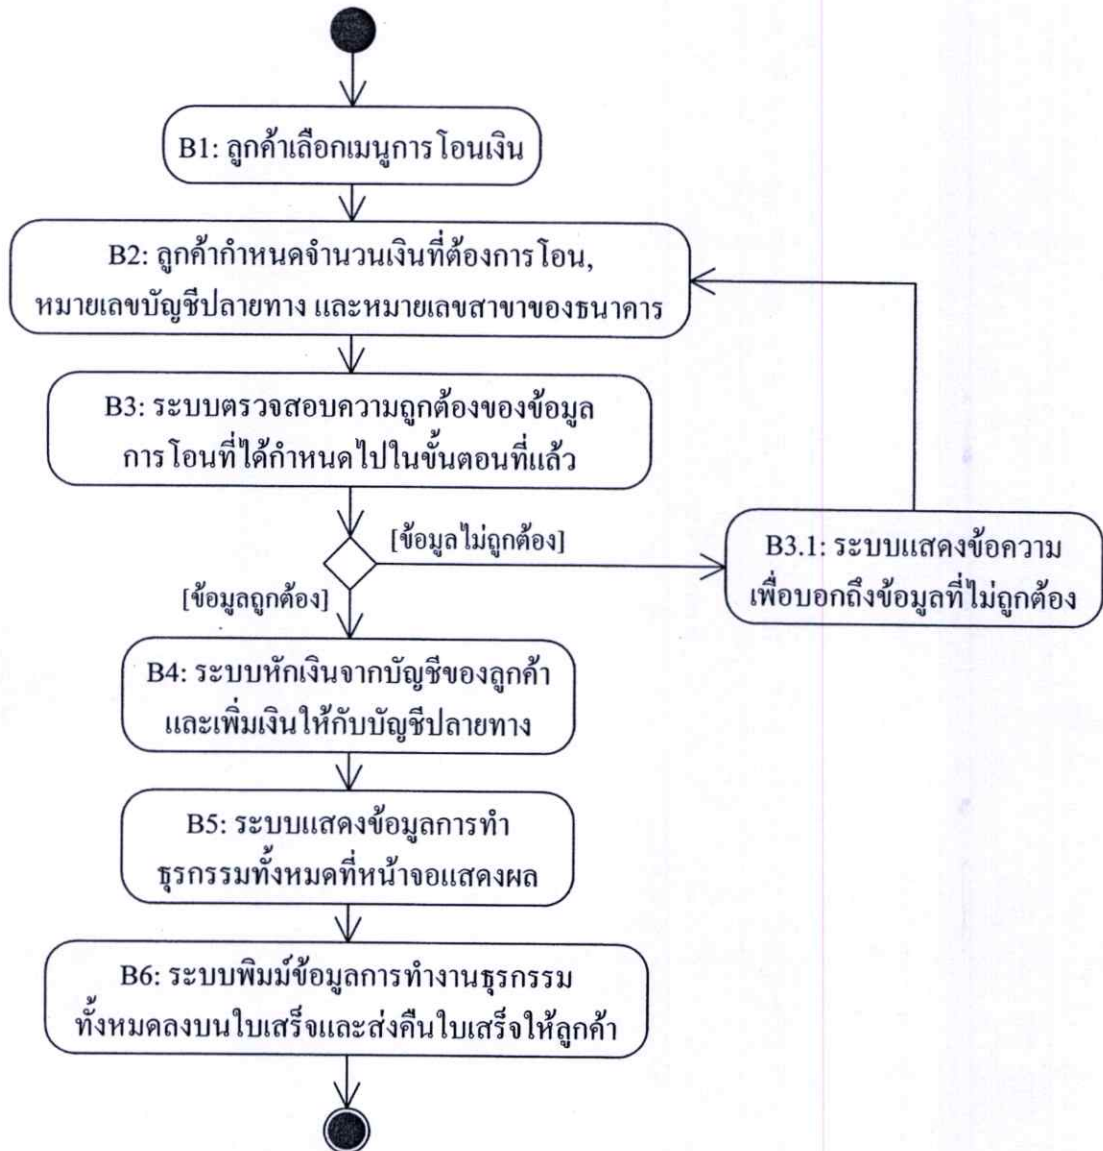 B1: ลูกค้าเลือกเมนูการโอนเงิน
B2: ลูกค้ากำหนดจำนวนเงินที่ต้องการโอน,
หมายเลขบัญชีปลายทาง และหมายเลขสาขาของธนาคาร
B3: ระบบตรวจสอบความถูกต้องของข้อมูล
การโอนที่ได้กำหนดไปในขั้นตอนที่แล้ว
[ข้อมูลไม่ถูกต้อง]
B3.1: ระบบแสดงข้อความ
เพื่อบอกถึงข้อมูลที่ไม่ถูกต้อง
[ข้อมูลถูกต้อง]
B4: ระบบหักเงินจากบัญชีของลูกค้า
และเพิ่มเงินให้กับบัญชีปลายทาง
B5: ระบบแสดงข้อมูลการทำ
ธุรกรรมทั้งหมดที่หน้าจอแสดงผล
B6: ระบบพิมม์ข้อมูลการทำงานธุรกรรม
ทั้งหมดลงบนใบเสร็จและส่งคืนใบเสร็จให้ลูกค้า